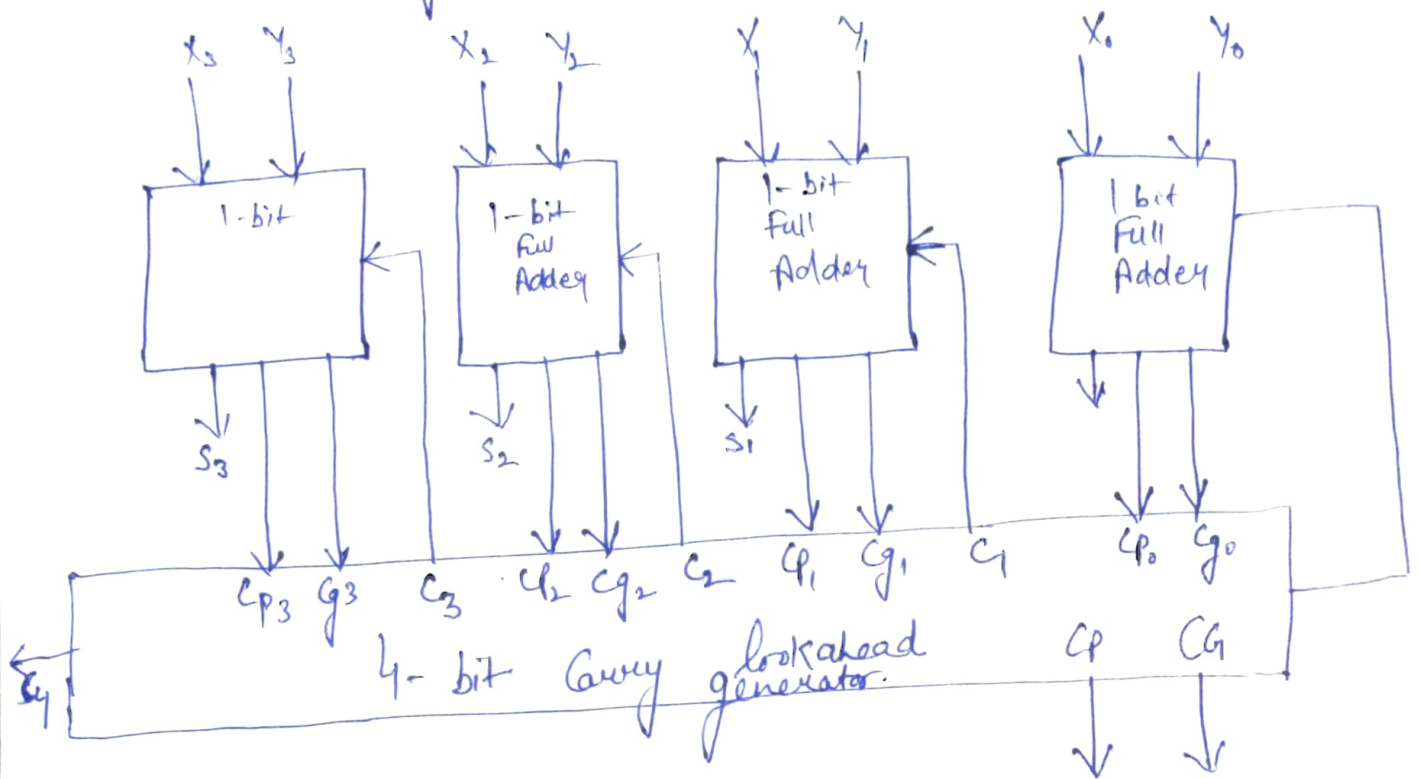 X₃ Y₃ X₂ Y₂ X₁ Y₁ X₀ Y₀
1-bit
1-bit
Full
Adder
1-bit
Full
Adder
1 bit
Full
Adder
S₃ S₂ S₁
Cp₃ g₃ C₃ Cp₂ Cg₂ C₂ Cp₁ Cg₁ C₁ Cp₀ Cg₀
4-bit Carry lookahead
generator.
CP CG
C₄